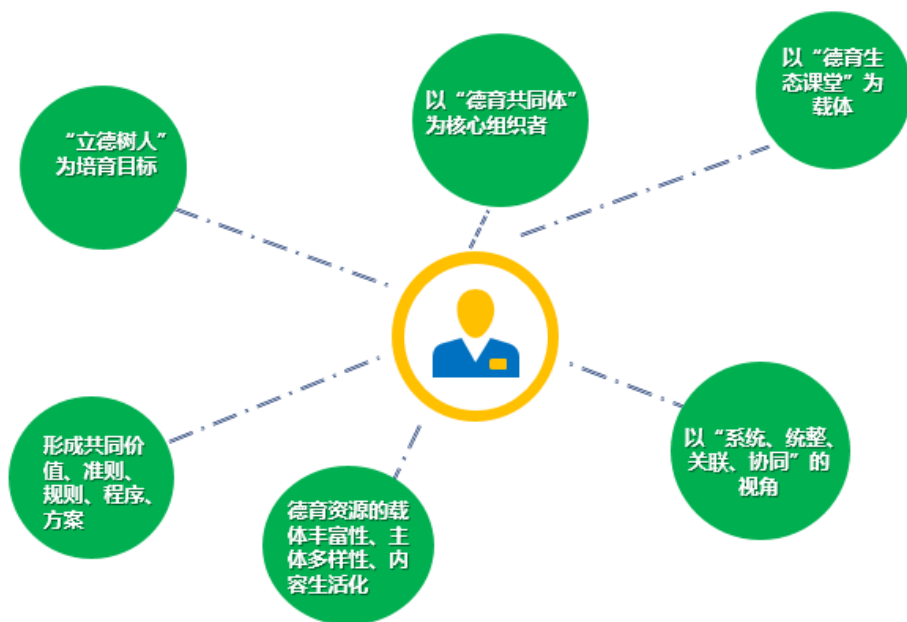 “立德树人”
为培育目标
以“德育共同体”
为核心组织者
以“德育生
态课堂”为
载体
形成共同价
值、准则、
规则、程序、
方案
德育资源的载
体丰富性、主
体多样性、内
容生活化
以“系统、统整、
关联、协同”的
视角